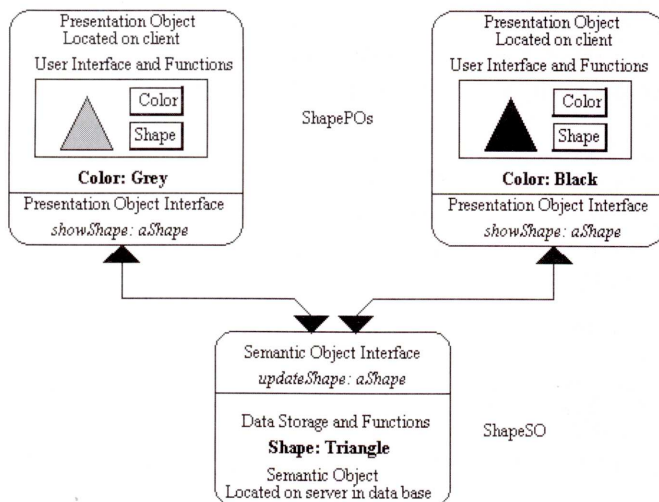 Presentation Object
Located on client
User Interface and Functions
Color
Shape
Color: Grey
Presentation Object Interface
showShape: aShape
ShapePOs
Presentation Object
Located on client
User Interface and Functions
Color
Shape
Color: Black
Presentation Object Interface
showShape: aShape
Semantic Object Interface
updateShape: aShape
Data Storage and Functions
Shape: Triangle
Semantic Object
Located on server in data base
ShapeSO